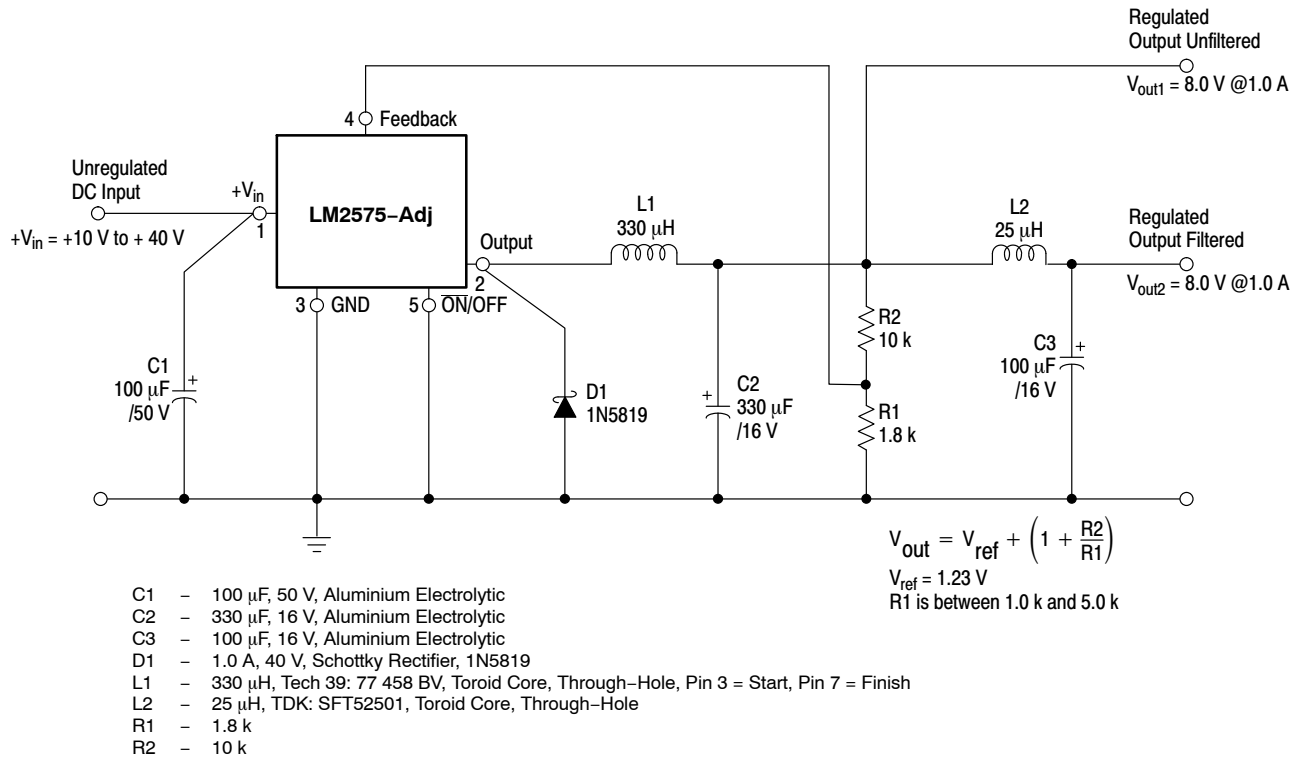 Regulated
Output Unfiltered
Vout1 = 8.0 V @1.0 A
4 Feedback
Unregulated
DC Input
+Vin
1
LM2575−Adj
+Vin = +10 V to + 40 V
L1
330 μH
L2
25 μH
Regulated
Output Filtered
Vout2 = 8.0 V @1.0 A
Output
2
3 GND
5 O̅N̅/OFF
R2
10 k
C1
100 μF
/50 V
+
D1
1N5819
+
C2
330 μF
/16 V
R1
1.8 k
C3
100 μF
/16 V
+
Vout = Vref + (1 + R2/R1)
Vref = 1.23 V
R1 is between 1.0 k and 5.0 k
C1 – 100 μF, 50 V, Aluminium Electrolytic
C2 – 330 μF, 16 V, Aluminium Electrolytic
C3 – 100 μF, 16 V, Aluminium Electrolytic
D1 – 1.0 A, 40 V, Schottky Rectifier, 1N5819
L1 – 330 μH, Tech 39: 77 458 BV, Toroid Core, Through−Hole, Pin 3 = Start, Pin 7 = Finish
L2 – 25 μH, TDK: SFT52501, Toroid Core, Through−Hole
R1 – 1.8 k
R2 – 10 k